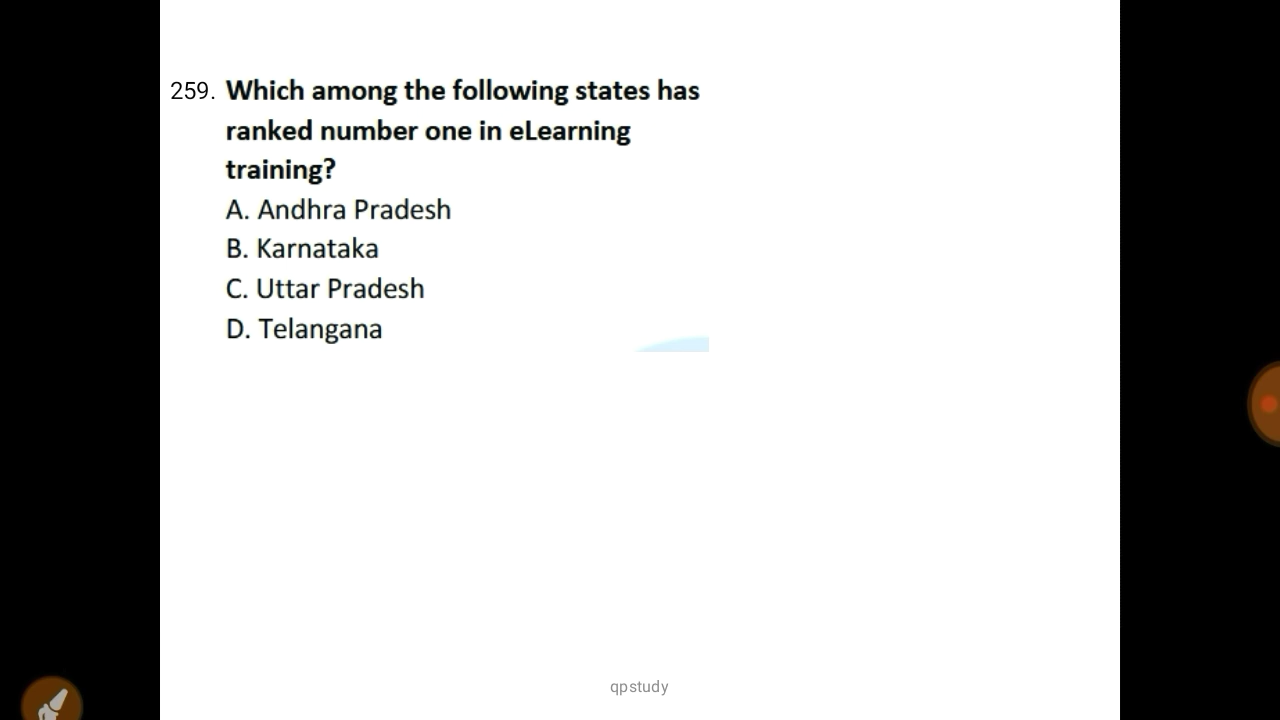 259. Which among the following states has
ranked number one in eLearning
training?
A. Andhra Pradesh
B. Karnataka
C. Uttar Pradesh
D. Telangana
qpstudy